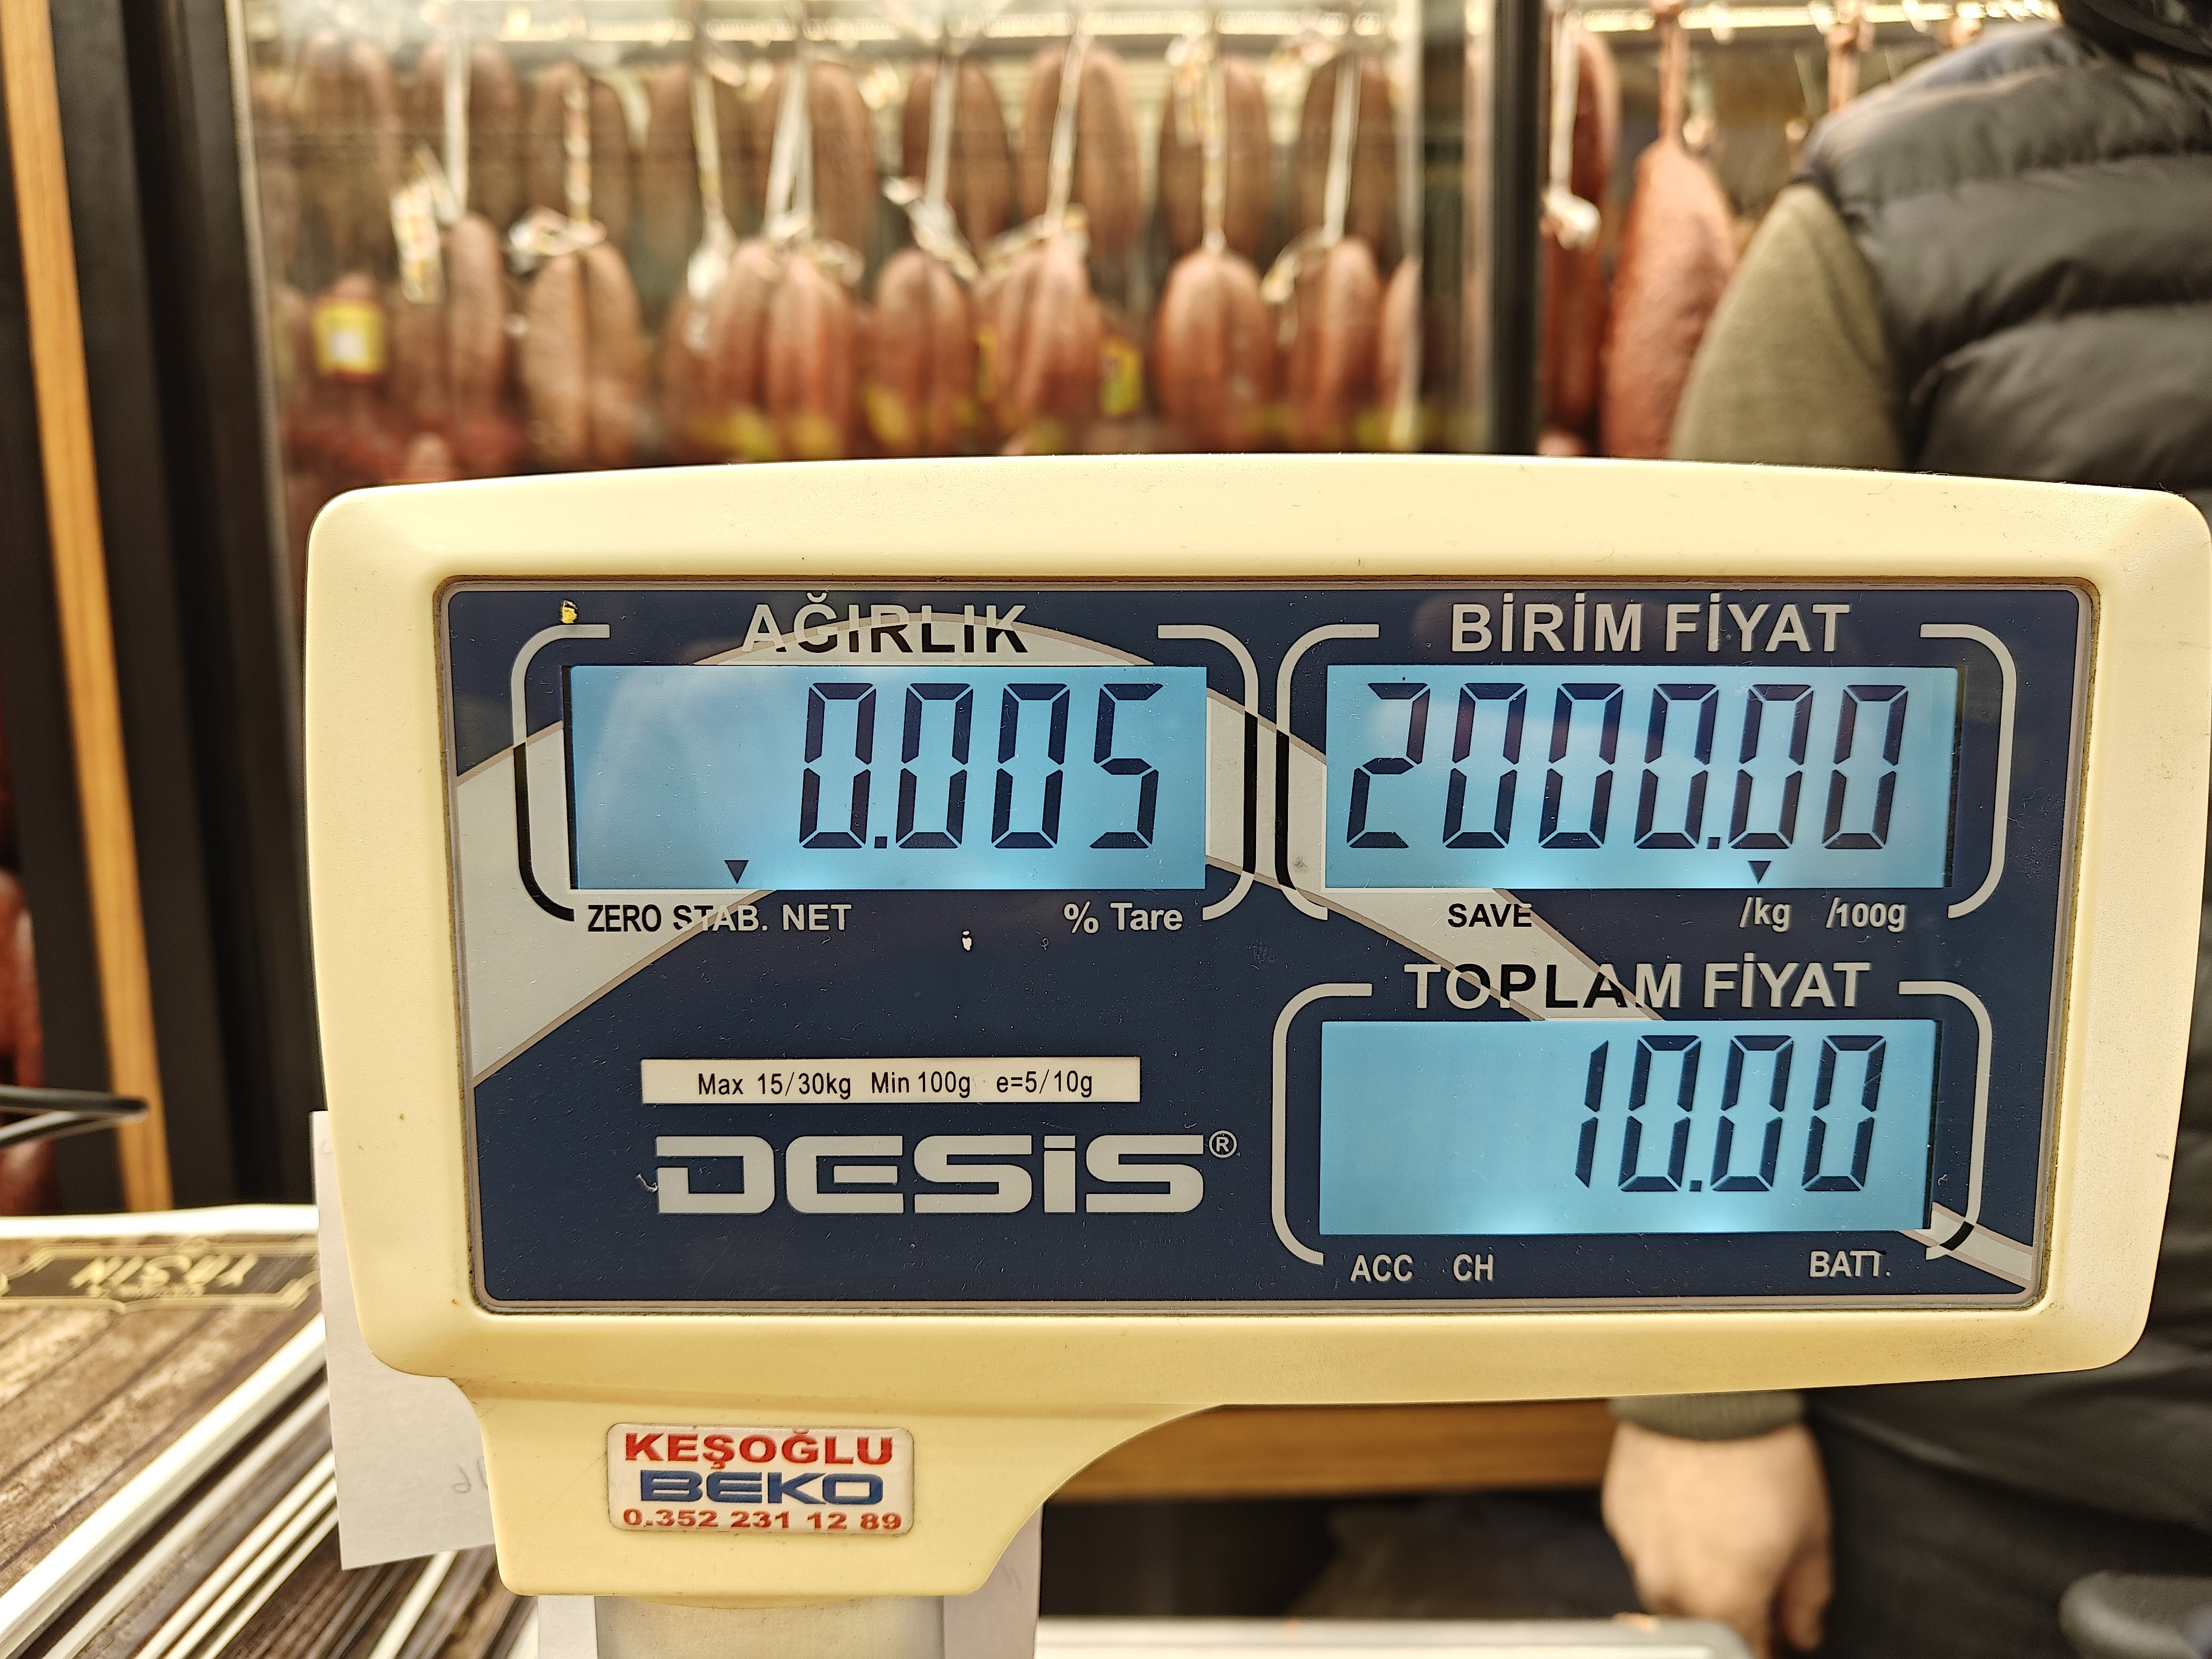 AĞIRLIK
BİRİM FİYAT
0.005
2000.00
ZERO STAB. NET % Tare
SAVE /kg /100g
TOPLAM FİYAT
10.00
Max 15/30kg Min 100g e=5/10g
DESiS®
ACC CH BATT.
YAŞİN
KEŞOĞLU
BEKO
0.352 231 12 89